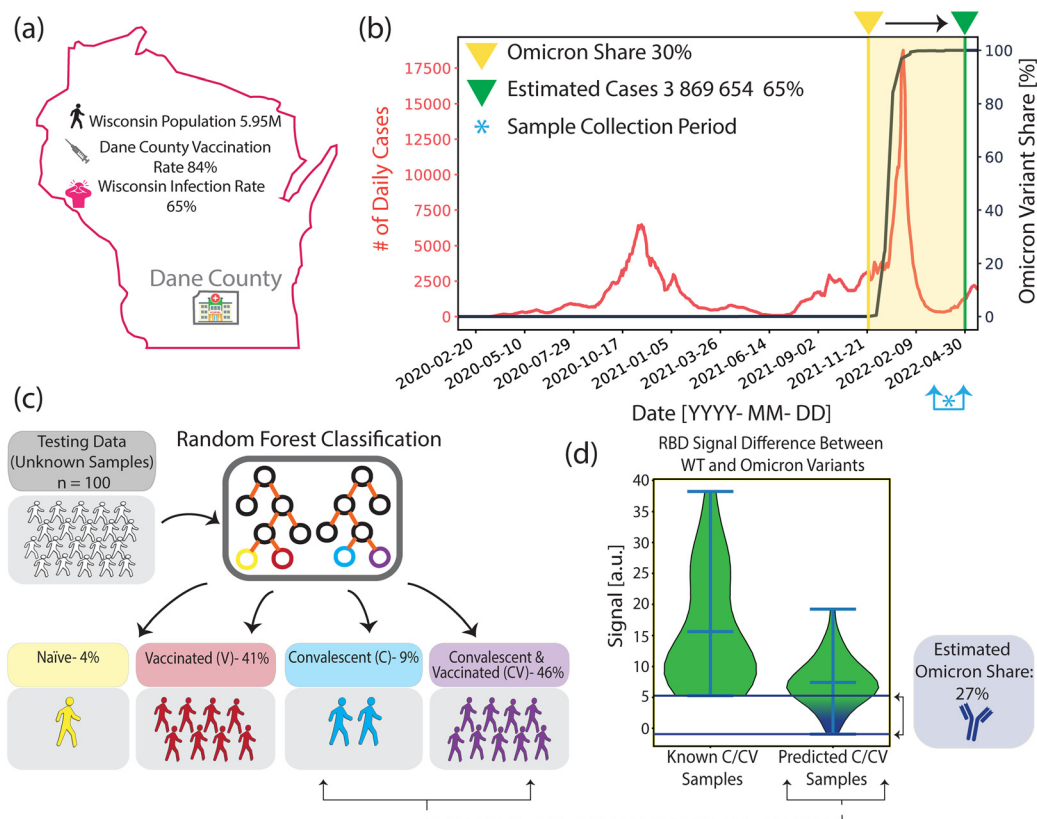 (a)
Wisconsin Population 5.95M
Dane County Vaccination
Rate 84%
Wisconsin Infection Rate
65%
Dane County
(b)
Omicron Share 30%
Estimated Cases 3 869 654 65%
* Sample Collection Period
# of Daily Cases
17500
15000
12500
10000
7500
5000
2500
0
Omicron Variant Share [%]
100
80
60
40
20
0
2020-02-20
2020-05-10
2020-07-29
2020-10-17
2021-01-05
2021-03-26
2021-06-14
2021-09-02
2021-11-21
2022-02-09
2022-04-30
*
Date [YYYY- MM- DD]
(c)
Testing Data
(Unknown Samples)
n = 100
Random Forest Classification
Naïve- 4%
Vaccinated (V)- 41%
Convalescent (C)- 9%
Convalescent &
Vaccinated (CV)- 46%
(d)
RBD Signal Difference Between
WT and Omicron Variants
Signal [a.u.]
40
35
30
25
20
15
10
5
0
Known C/CV
Samples
Predicted C/CV
Samples
Estimated
Omicron Share:
27%